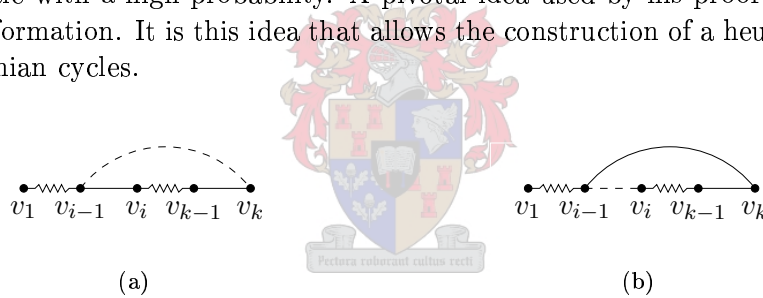 with a high probability. A pivotal idea used by his proof
formation. It is this idea that allows the construction of a heu
nian cycles.
v1 vi−1 vi vk−1 vk
v1 vi−1 vi vk−1 vk
Pectora roborant cultus recti
(a) (b)